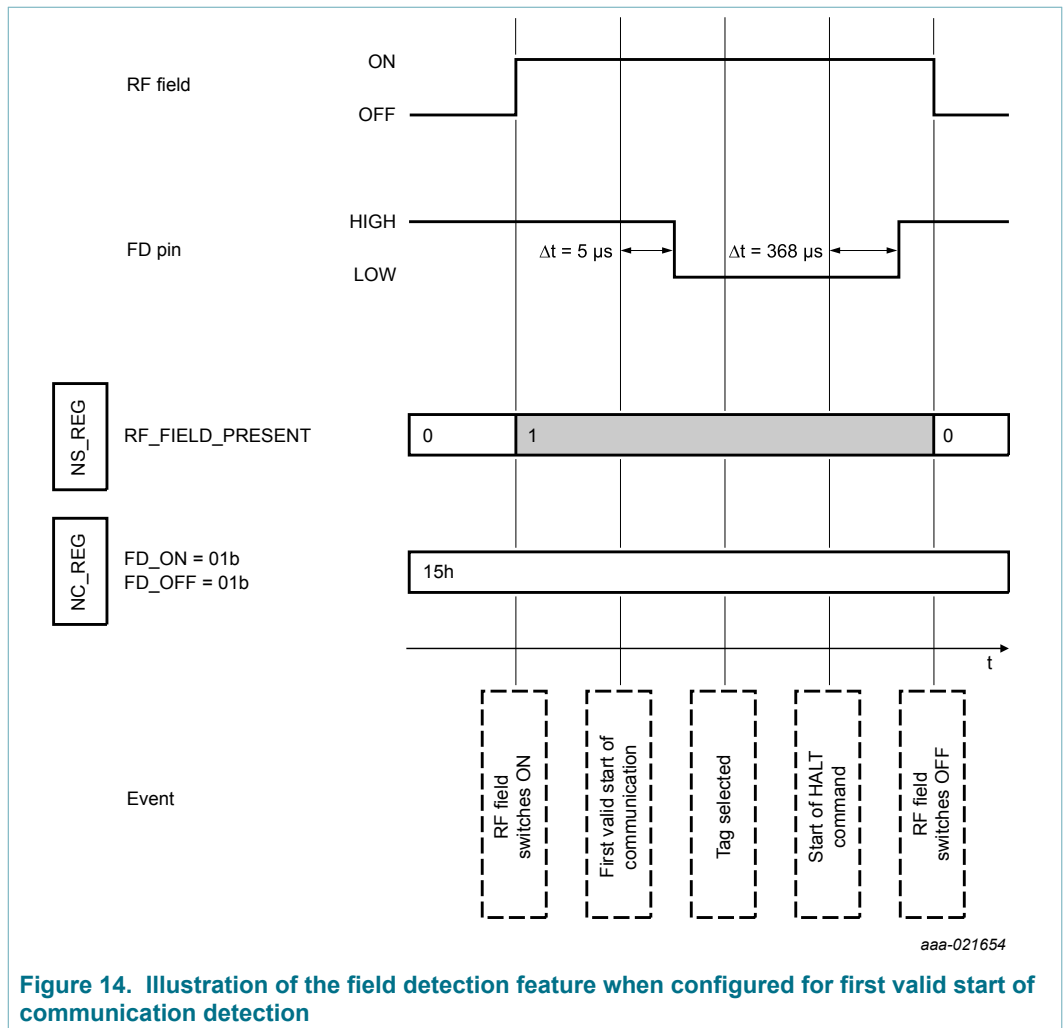 RF field
ON
OFF
FD pin
HIGH
LOW
Δt = 5 μs
Δt = 368 μs
NS_REG
RF_FIELD_PRESENT
0
1
0
NC_REG
FD_ON = 01b
FD_OFF = 01b
15h
t
Event
RF field
switches ON
First valid start of
communication
Tag selected
Start of HALT
command
RF field
switches OFF
aaa-021654
Figure 14. Illustration of the field detection feature when configured for first valid start of
communication detection